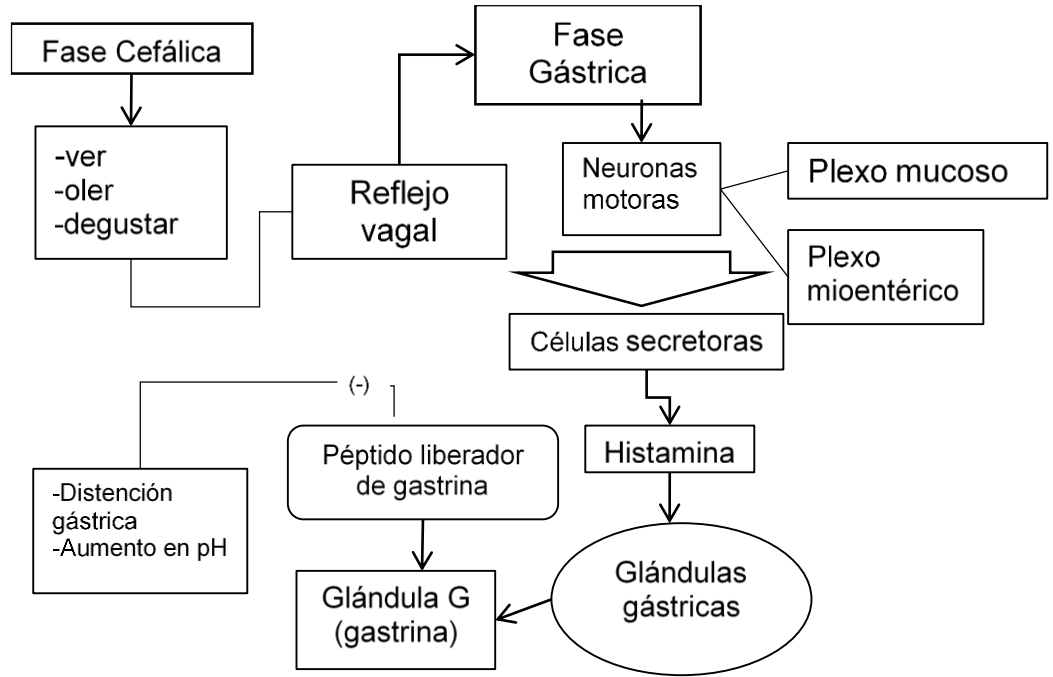 Fase Cefálica
-ver
-oler
-degustar
Reflejo
vagal
Fase
Gástrica
Neuronas
motoras
Plexo mucoso
Plexo
mioentérico
Células secretoras
Histamina
Glándulas
gástricas
(-)
Péptido liberador
de gastrina
-Distención
gástrica
-Aumento en pH
Glándula G
(gastrina)